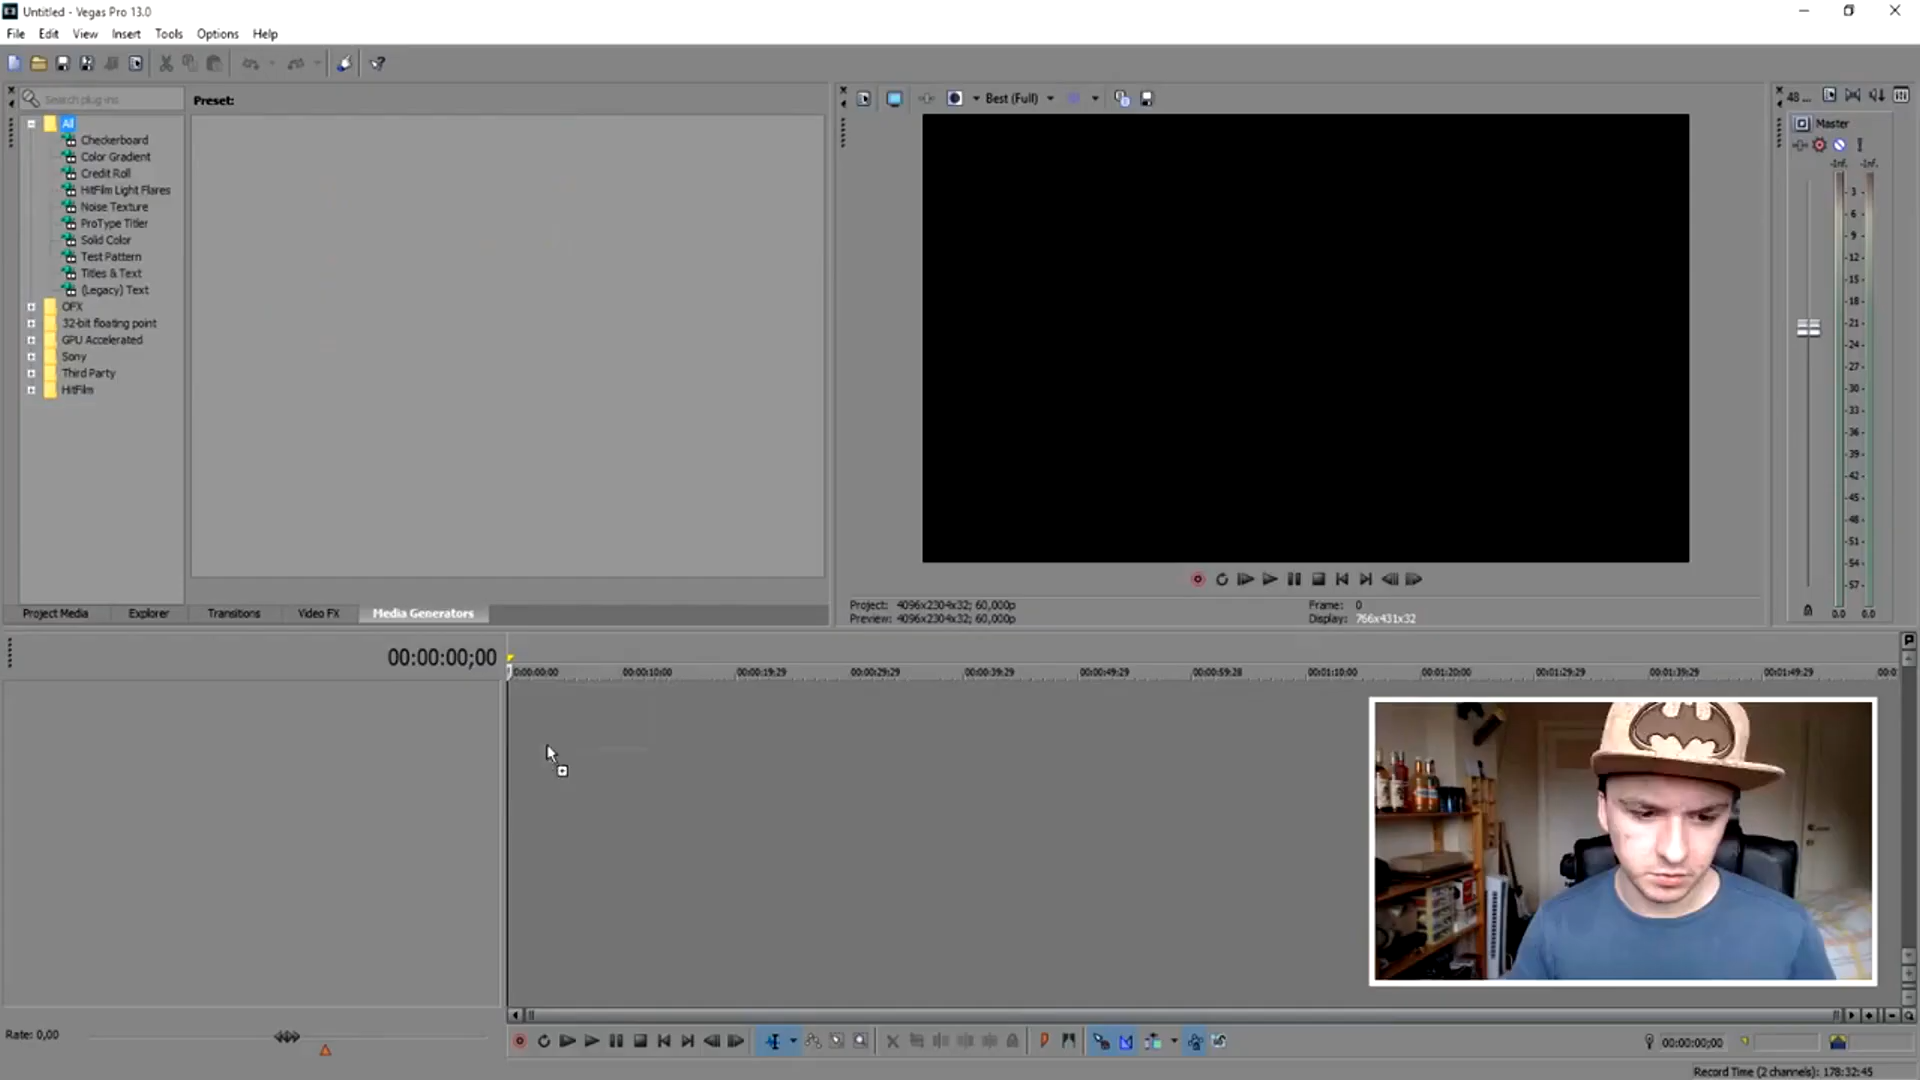 Untitled - Vegas Pro 13.0
File Edit View Insert Tools Options Help
Search plug-ins
Preset:
Best (Full)
48 ...
All
Checkerboard
Color Gradient
Credit Roll
HitFilm Light Flares
Noise Texture
ProType Titler
Solid Color
Test Pattern
Titles & Text
(Legacy) Text
OFX
32-bit floating point
GPU Accelerated
Sony
Third Party
HitFilm
Master
-Inf. -Inf.
3
6
9
12
15
18
21
24
27
30
33
36
39
42
45
48
51
54
57
0.0 0.0
Project: 4096x2304x32; 60,000p
Preview: 4096x2304x32; 60,000p
Frame: 0
Display: 766x431x32
Project Media Explorer Transitions Video FX Media Generators
00:00:00;00
00:00:00 00:00:10:00 00:00:19:29 00:00:29:29 00:00:39:29 00:00:49:29 00:00:59:28 00:01:10:00 00:01:20:00 00:01:29:29 00:01:39:29 00:01:49:29 00:0
Rate: 0,00
00:00:00;00
Record Time (2 channels): 178:32:45